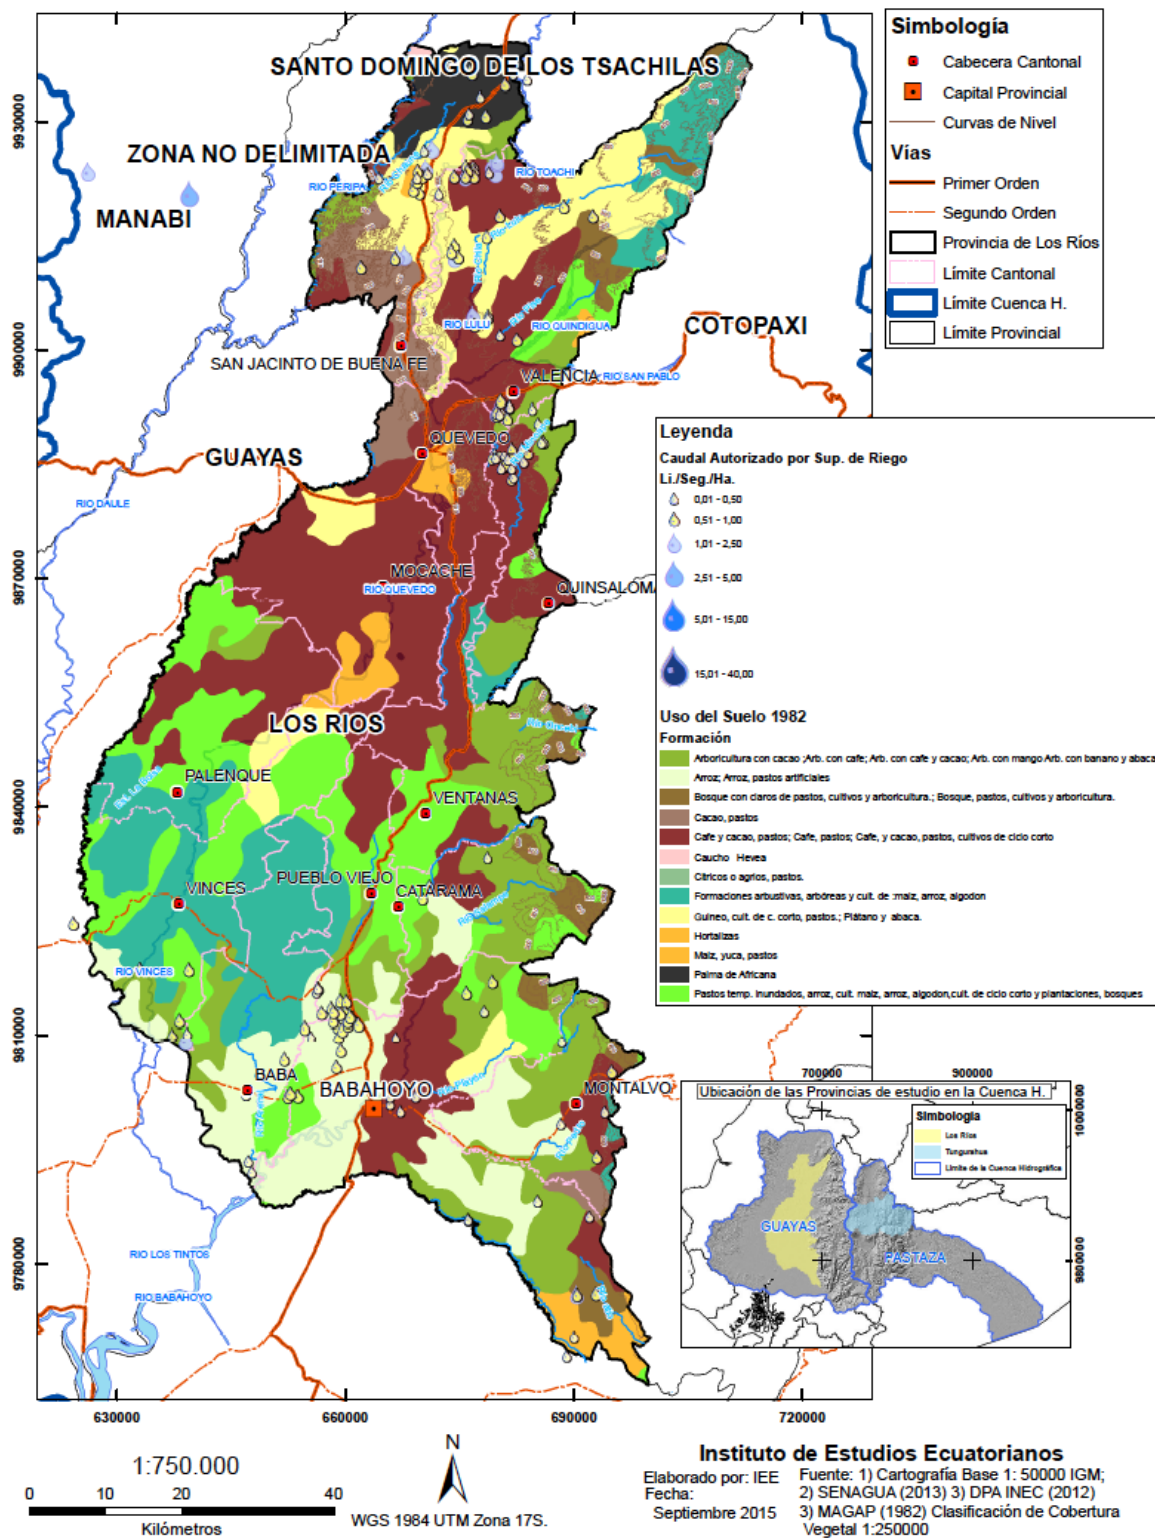 Simbología
Cabecera Cantonal
Capital Provincial
Curvas de Nivel
Vías
Primer Orden
Segundo Orden
Provincia de Los Ríos
Límite Cantonal
Límite Cuenca H.
Límite Provincial
SANTO DOMINGO DE LOS TSACHILAS
ZONA NO DELIMITADA
MANABI
RIO PERIPA
RIO TOACHI
COTOPAXI
RIO LULU
RIO QUINDIGUA
SAN JACINTO DE BUENA FE
VALENCIA
RIO SAN PABLO
QUEVEDO
GUAYAS
RIO DAULE
MOCACHE
RIO QUEVEDO
QUINSALOMA
LOS RIOS
PALENQUE
VENTANAS
PUEBLO VIEJO
CATARAMA
VINCES
RIO VINCES
BABA
BABAHOYO
MONTALVO
RIO LOS TINTOS
RIO BABAHOYO
9930000
9900000
9870000
9840000
9810000
9780000
630000
660000
690000
720000
Leyenda
Caudal Autorizado por Sup. de Riego
Li./Seg./Ha.
0,01 - 0,50
0,51 - 1,00
1,01 - 2,50
2,51 - 5,00
5,01 - 15,00
15,01 - 40,00
Uso del Suelo 1982
Formación
Arboricultura con cacao ;Arb. con cafe; Arb. con cafe y cacao; Arb. con mango Arb. con banano y abaca
Arroz; Arroz, pastos artificiales
Bosque con claros de pastos, cultivos y arboricultura.; Bosque, pastos, cultivos y arboricultura.
Cacao, pastos
Cafe y cacao, pastos; Cafe, pastos; Cafe, y cacao, pastos, cultivos de ciclo corto
Caucho Hevea
Citricos o agrios, pastos.
Formaciones arbustivas, arbóreas y cult. de :maiz, arroz, algodon
Guineo, cult. de c. corto, pastos.; Plátano y abaca.
Hortalizas
Maiz, yuca, pastos
Palma de Africana
Pastos temp. Inundados, arroz, cult. maiz, arroz, algodon,cult. de ciclo corto y plantaciones, bosques
700000
900000
Ubicación de las Provincias de estudio en la Cuenca H.
Simbología
Los Ríos
Tungurahua
Límite de la Cuenca Hidrográfica
GUAYAS
PASTAZA
10000000
9800000
1:750.000
0 10 20 40
Kilómetros
N
WGS 1984 UTM Zona 17S.
Instituto de Estudios Ecuatorianos
Elaborado por: IEE
Fecha:
Septiembre 2015
Fuente: 1) Cartografía Base 1: 50000 IGM;
2) SENAGUA (2013) 3) DPA INEC (2012)
3) MAGAP (1982) Clasificación de Cobertura
Vegetal 1:250000